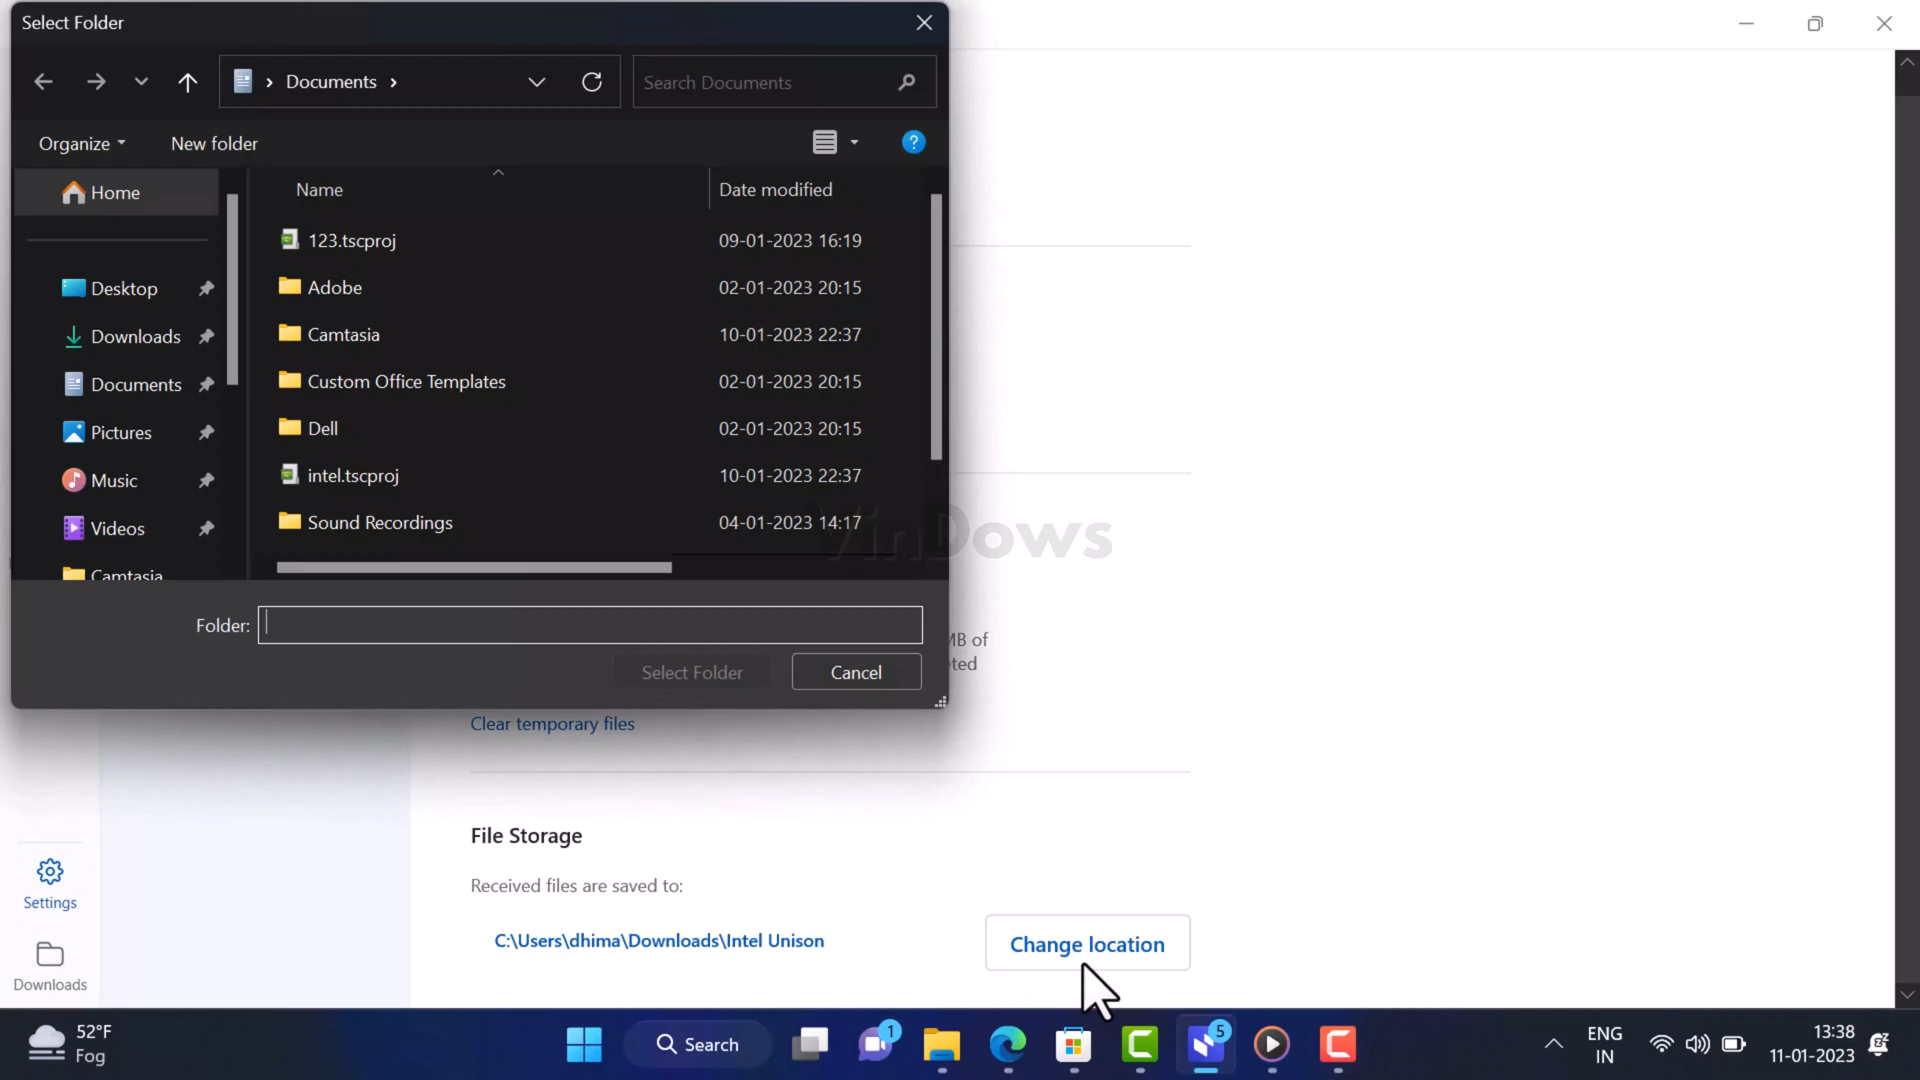 Select Folder
Documents
Search Documents
Organize
New folder
?
Home
Name
Date modified
123.tscproj
09-01-2023 16:19
Desktop
Adobe
02-01-2023 20:15
Downloads
Camtasia
10-01-2023 22:37
Documents
Custom Office Templates
02-01-2023 20:15
Pictures
Dell
02-01-2023 20:15
Music
intel.tscproj
10-01-2023 22:37
Videos
Sound Recordings
04-01-2023 14:17
VinDows
Camtasia
Folder:
MB of
Select Folder
Cancel
Clear temporary files
File Storage
Received files are saved to:
C:\Users\dhima\Downloads\Intel Unison
Change location
Settings
Downloads
52°F
Fog
Search
1
5
ENG
IN
13:38
11-01-2023